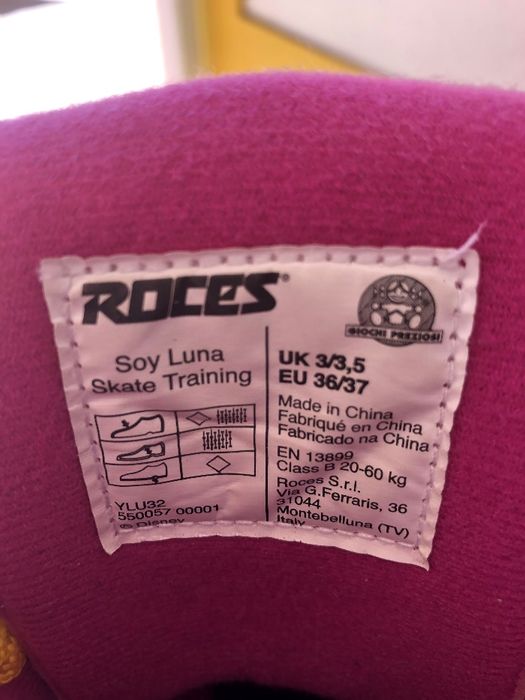 ROCES®
GIOCHI PREZIOSI
Soy Luna
Skate Training
YLU32
550057 00001
© Disney
UK 3/3,5
EU 36/37
Made in China
Fabriqué en China
Fabricado na China
EN 13899
Class B 20-60 kg
Roces S.r.l.
Via G.Ferraris, 36
31044
Montebelluna (TV)
Italy